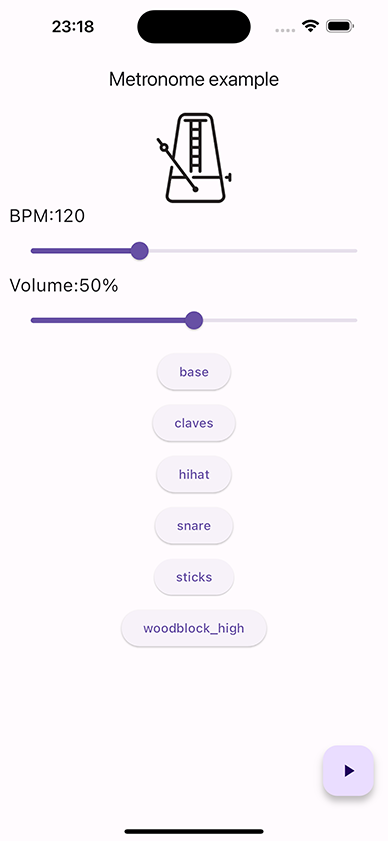 23:18
Metronome example
BPM:120
Volume:50%
base
claves
hihat
snare
sticks
woodblock_high